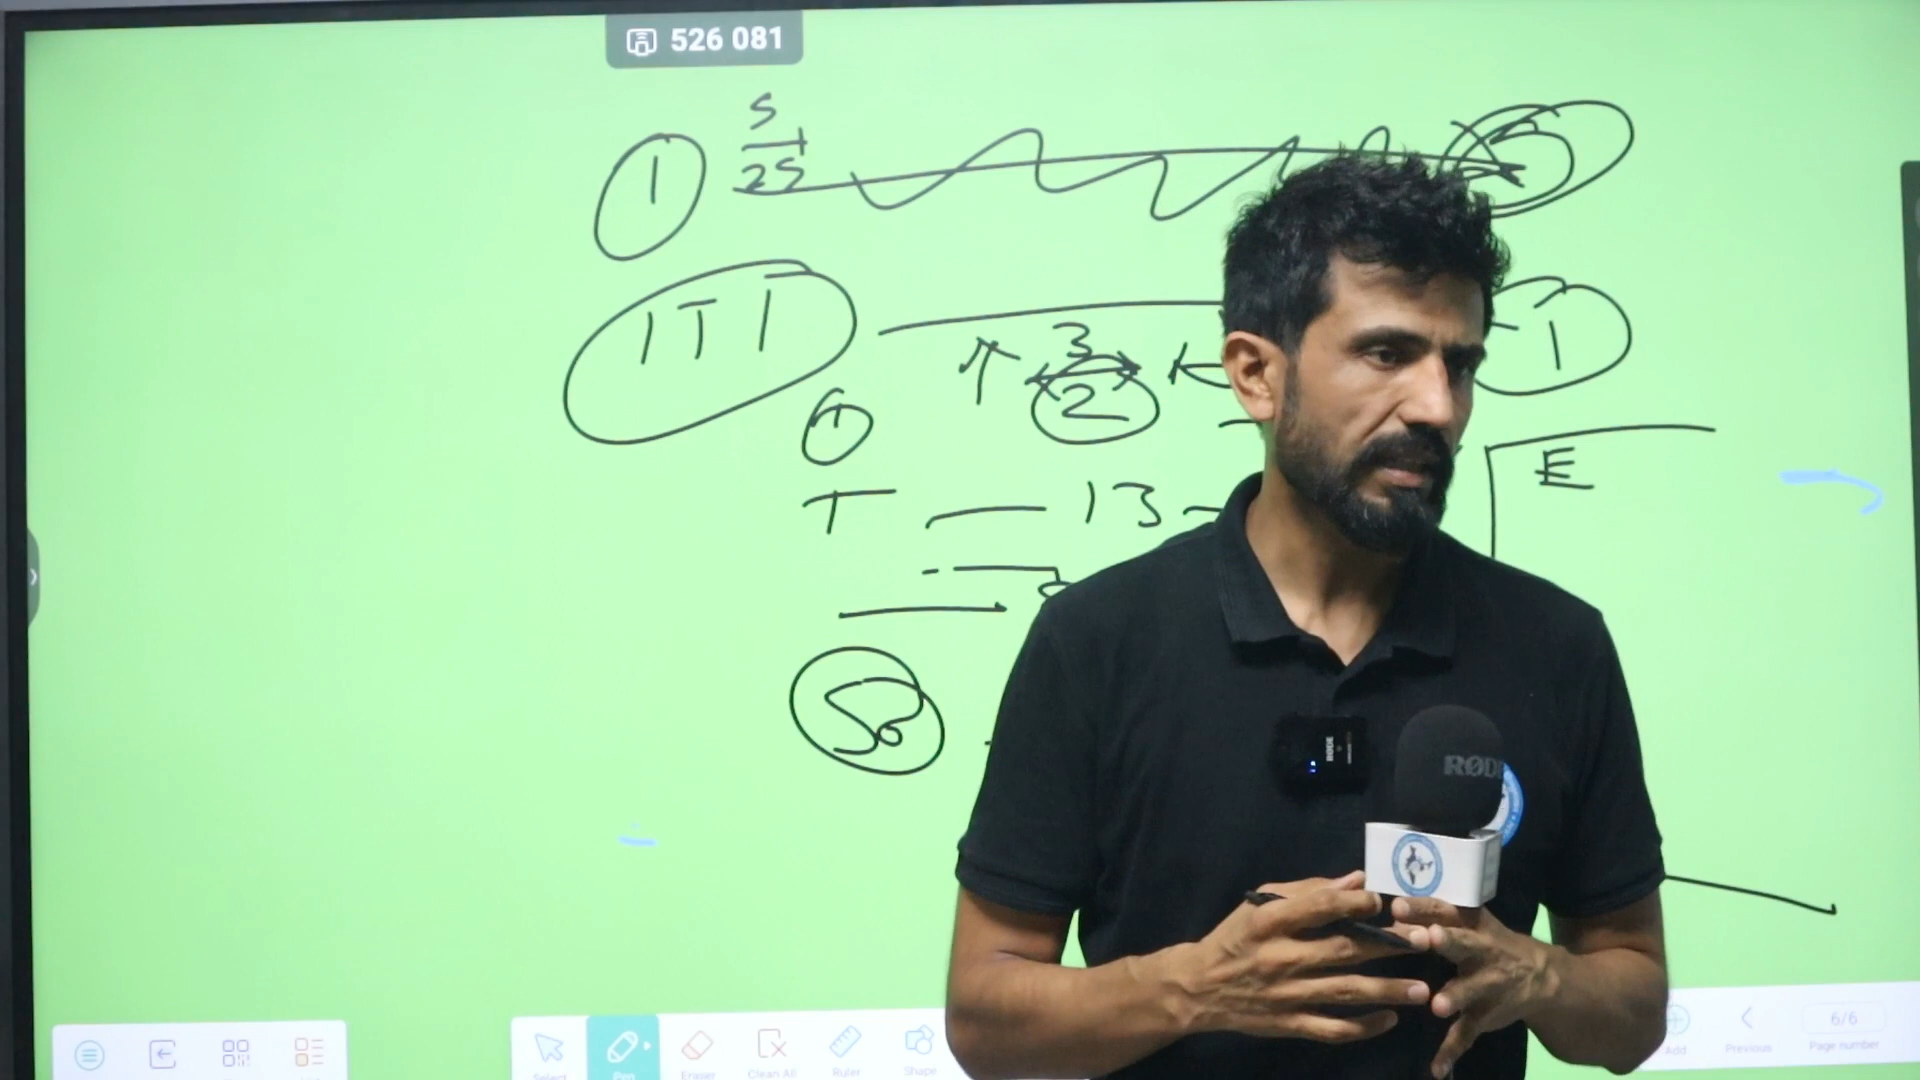 526 081
1 5/25
ITI 1
3
2
1
E
T 13
50
RØDE
RØDE
Select Pen Eraser Clean All Ruler Shape Add Previous 6/6 Page number